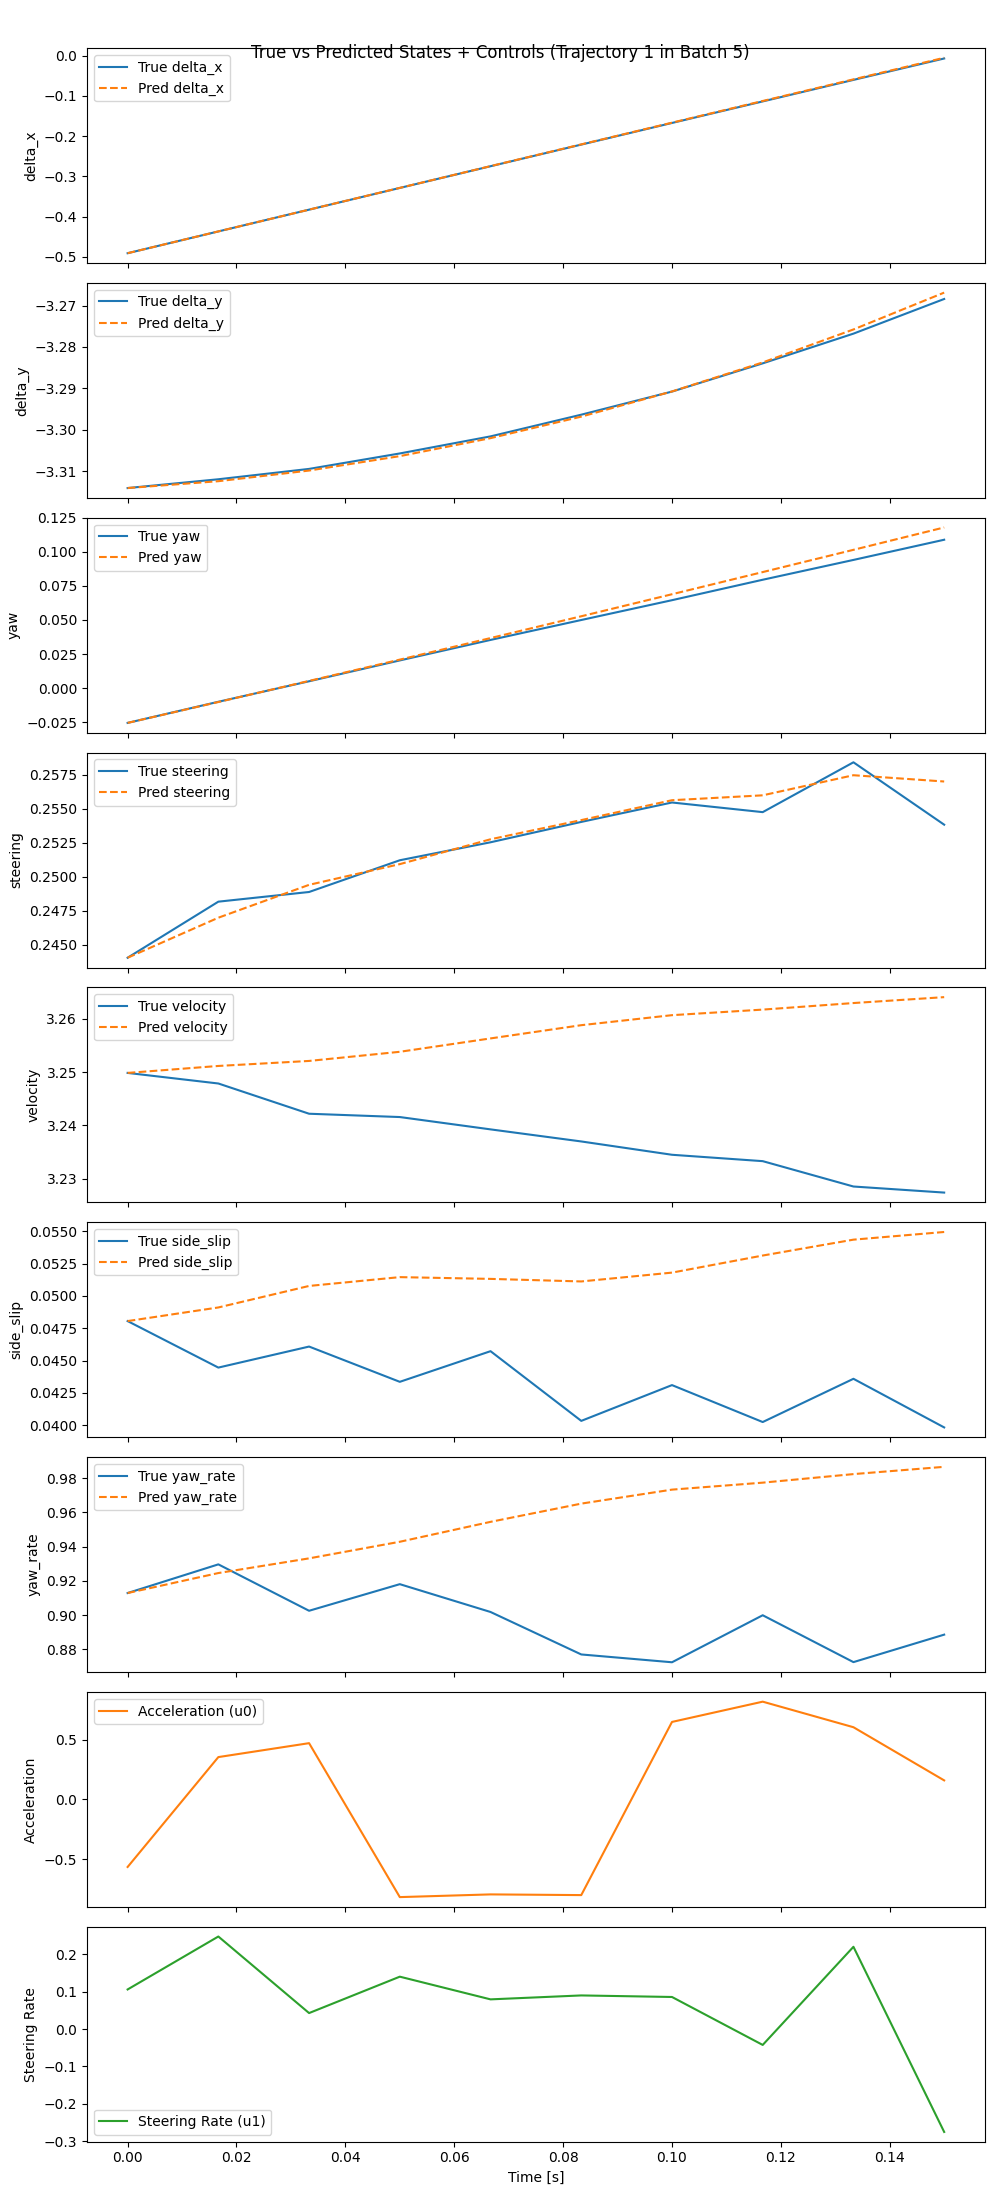 True vs Predicted States + Controls (Trajectory 1 in Batch 5)
True delta_x
Pred delta_x
delta_x
0.0
−0.1
−0.2
−0.3
−0.4
−0.5
True delta_y
Pred delta_y
delta_y
−3.27
−3.28
−3.29
−3.30
−3.31
True yaw
Pred yaw
yaw
0.125
0.100
0.075
0.050
0.025
0.000
−0.025
True steering
Pred steering
steering
0.2575
0.2550
0.2525
0.2500
0.2475
0.2450
True velocity
Pred velocity
velocity
3.26
3.25
3.24
3.23
True side_slip
Pred side_slip
side_slip
0.0550
0.0525
0.0500
0.0475
0.0450
0.0425
0.0400
True yaw_rate
Pred yaw_rate
yaw_rate
0.98
0.96
0.94
0.92
0.90
0.88
Acceleration (u0)
Acceleration
0.5
0.0
−0.5
Steering Rate
0.2
0.1
0.0
−0.1
−0.2
−0.3
Steering Rate (u1)
0.00 0.02 0.04 0.06 0.08 0.10 0.12 0.14
Time [s]